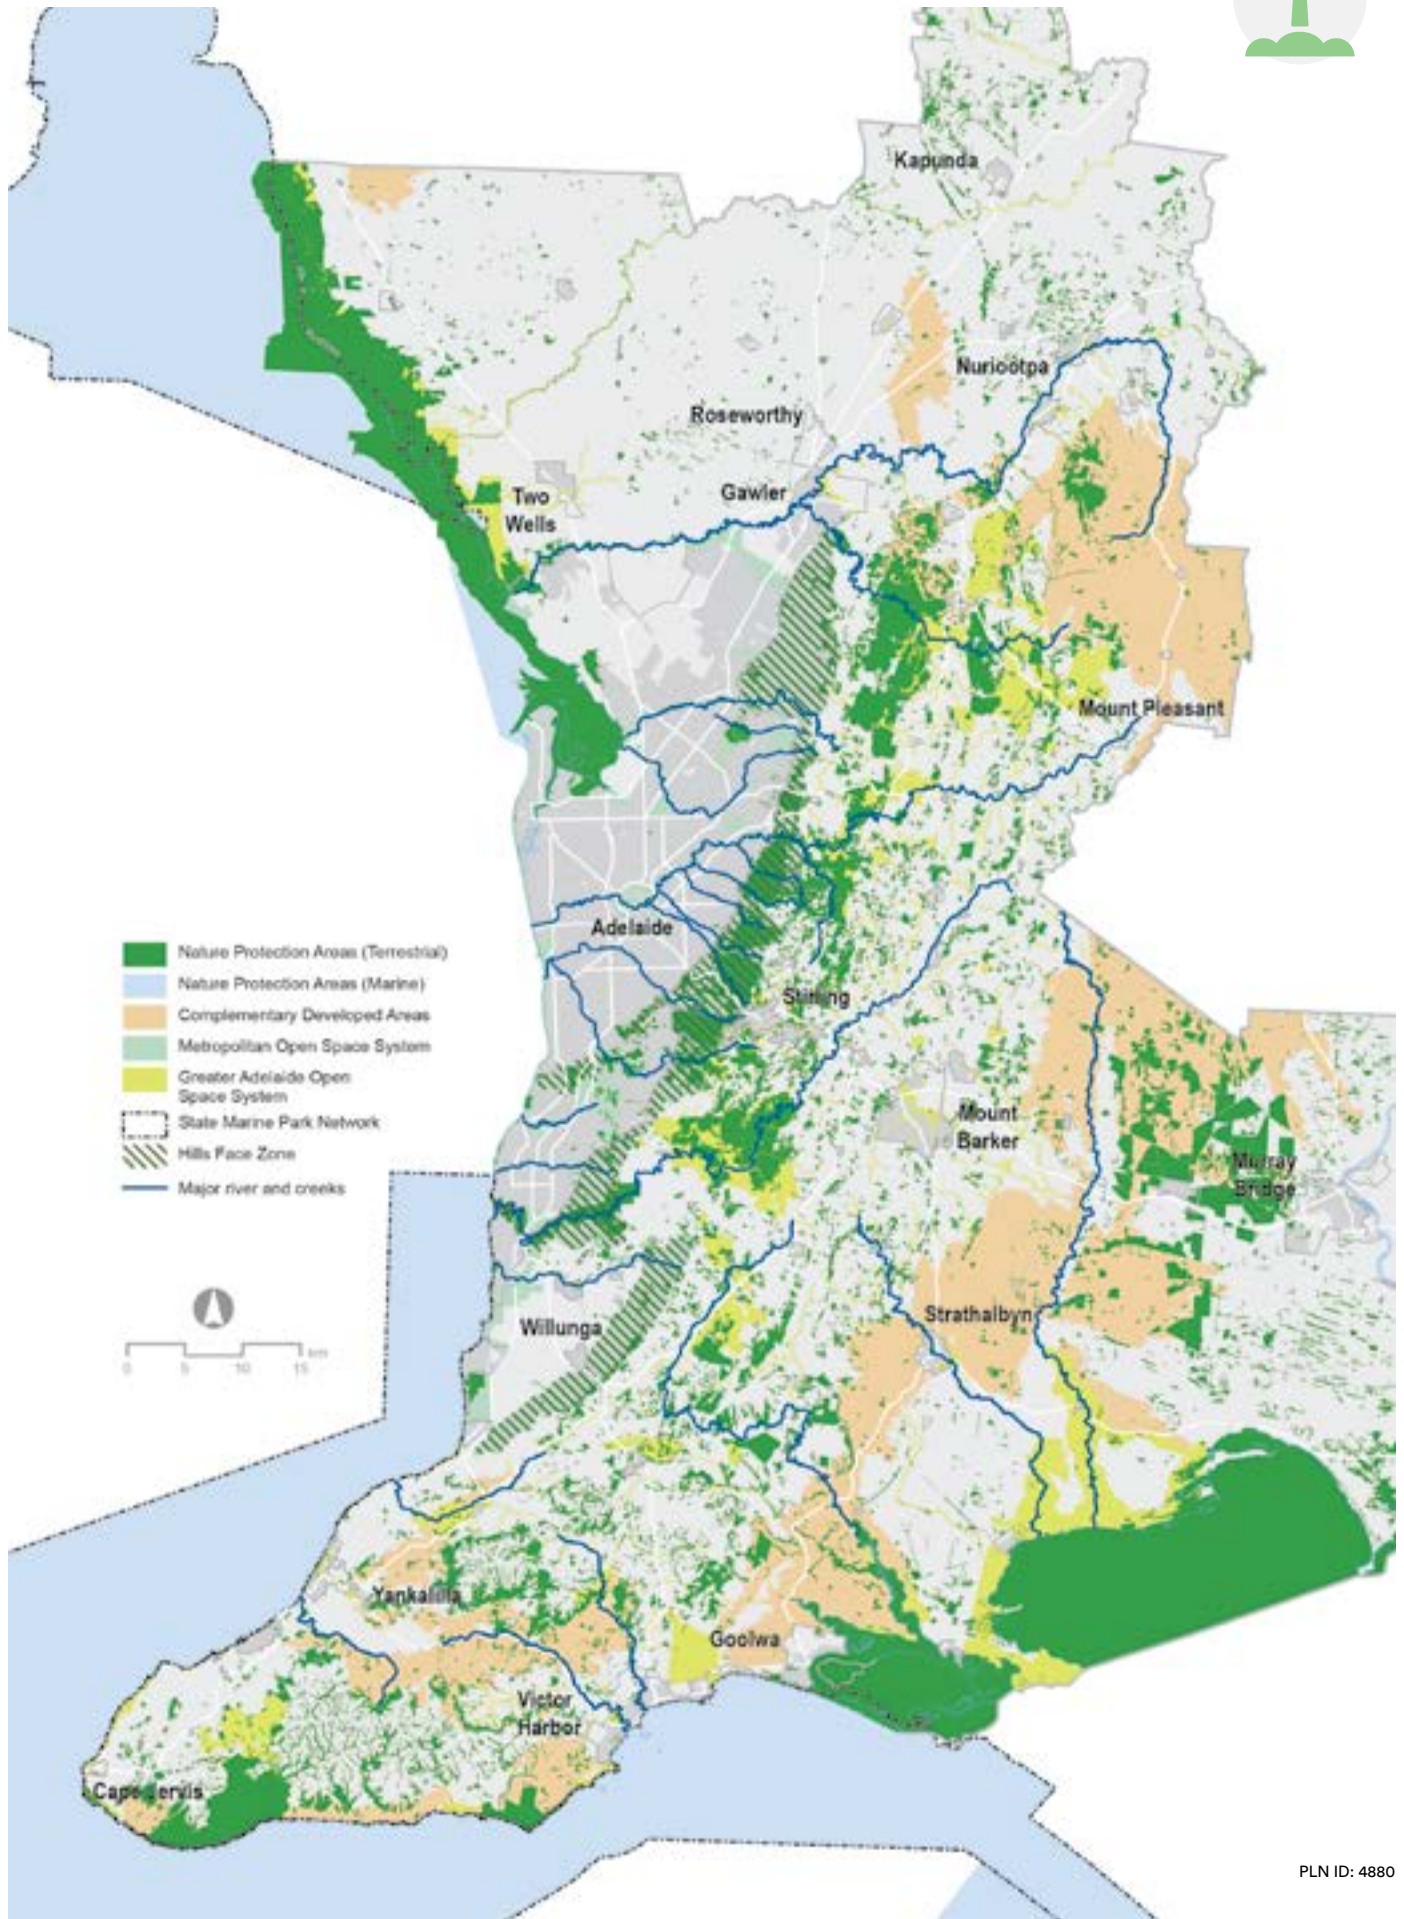 Kapunda
Nuriootpa
Roseworthy
Gawler
Two
Wells
Mount Pleasant
Adelaide
Nature Protection Areas (Terrestrial)
Nature Protection Areas (Marine)
Complementary Developed Areas
Metropolitan Open Space System
Greater Adelaide Open
Space System
State Marine Park Network
Hills Face Zone
Major river and creeks
Stirling
Mount
Barker
Murray
Bridge
Strathalbyn
Willunga
0 5 10 15 km
Yankalilla
Goolwa
Victor
Harbor
Cape Jervis
PLN ID: 4880